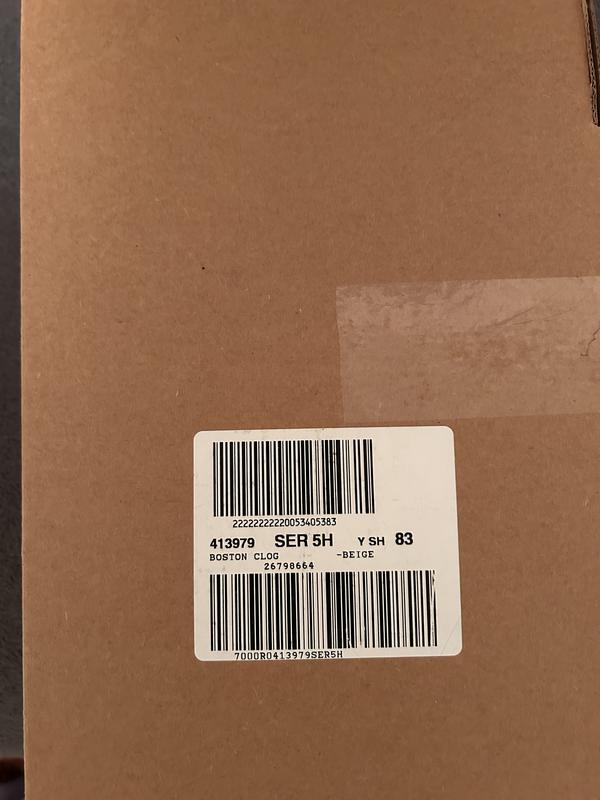 22222222220053405383
413979 SER 5H Y SH 83
BOSTON CLOG -BEIGE
26798664
7000R0413979SER5H